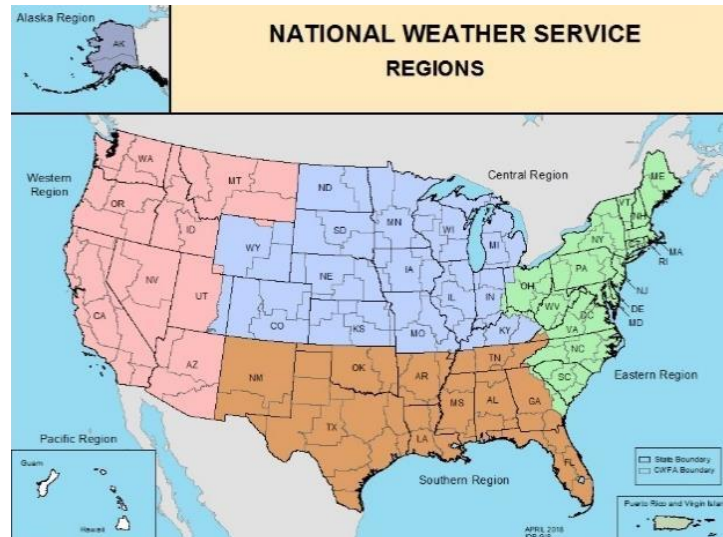 Alaska Region
AK
NATIONAL WEATHER SERVICE
REGIONS
Western
Region
Central Region
WA
MT
ND
ME
OR
ID
MN
VT
NH
WY
SD
WI
MI
NY
MA
RI
NV
UT
NE
IA
PA
NJ
CA
CO
IL
IN
OH
WV
DC
DE
MD
KS
MO
KY
VA
AZ
NM
OK
AR
TN
NC
SC
Eastern Region
TX
LA
MS
AL
GA
FL
Pacific Region
Guam
Hawaii
Southern Region
State Boundary
CWFA Boundary
Puerto Rico and Virgin Islan
APRIL 2018